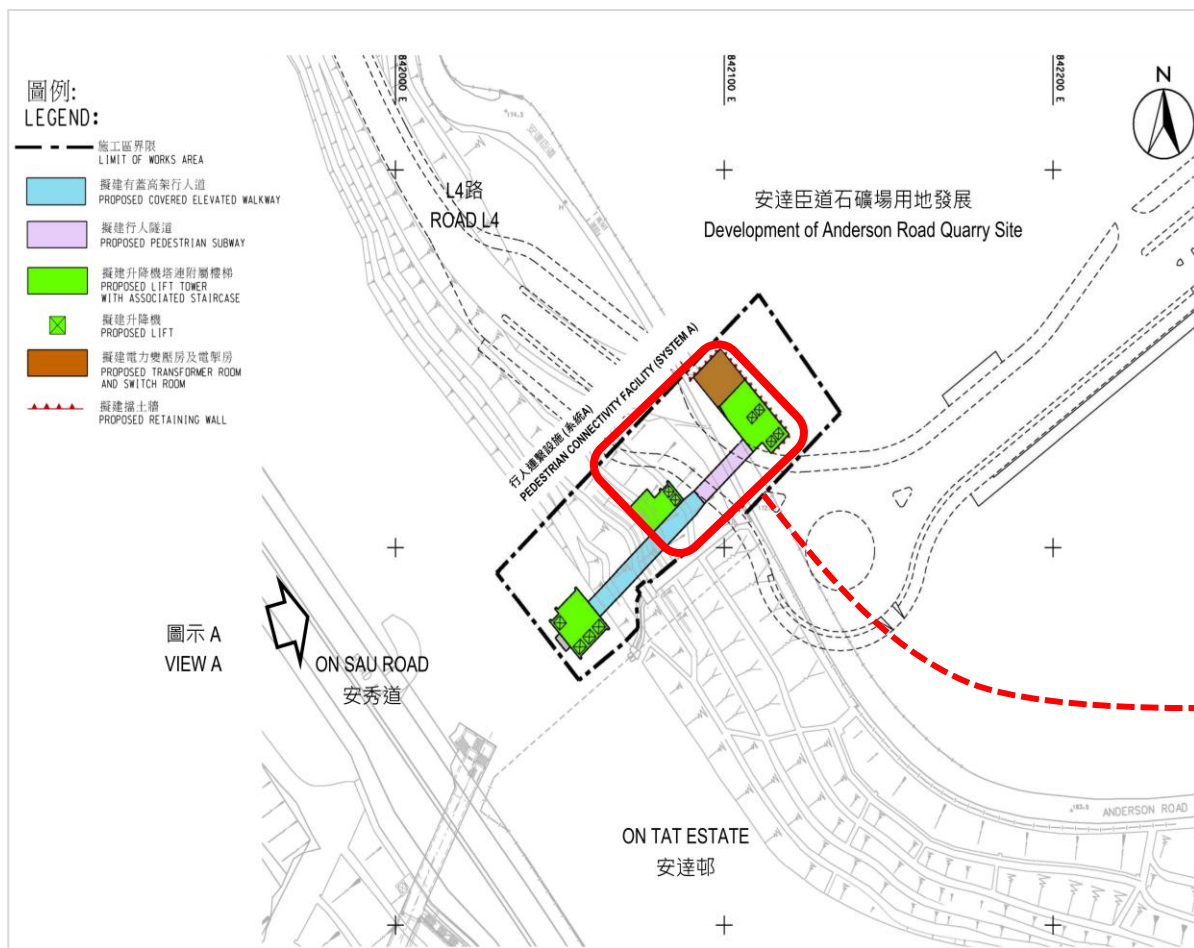 圖例:
LEGEND:
施工區界限
LIMIT OF WORKS AREA
擬建有蓋高架行人道
PROPOSED COVERED ELEVATED WALKWAY
擬建行人隧道
PROPOSED PEDESTRIAN SUBWAY
擬建升降機塔連附屬樓梯
PROPOSED LIFT TOWER
WITH ASSOCIATED STAIRCASE
擬建升降機
PROPOSED LIFT
擬建電力變壓房及電掣房
PROPOSED TRANSFORMER ROOM
AND SWITCH ROOM
擬建擋土牆
PROPOSED RETAINING WALL
842000 E
842100 E
842200 E
N
安達臣道
L4路
ROAD L4
安達臣道石礦場用地發展
Development of Anderson Road Quarry Site
行人連繫設施 (系統A)
PEDESTRIAN CONNECTIVITY FACILITY (SYSTEM A)
圖示 A
VIEW A
ON SAU ROAD
安秀道
ON TAT ESTATE
安達邨
ANDERSON ROAD